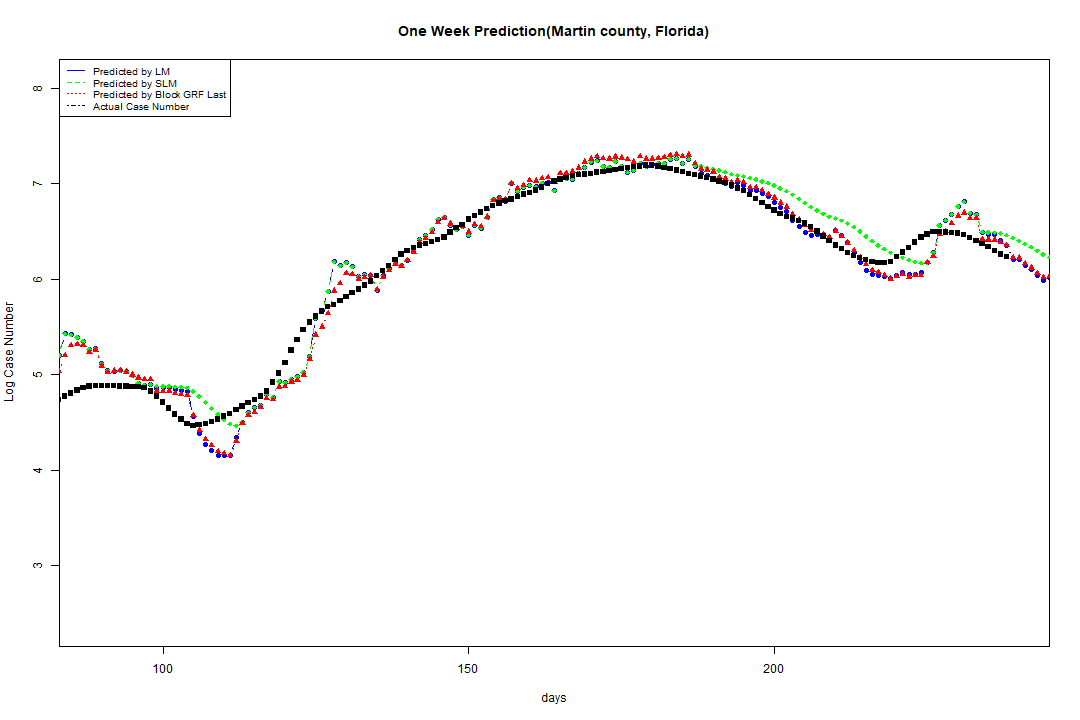 One Week Prediction(Martin county, Florida)
Predicted by LM
Predicted by SLM
Predicted by Block GRF Last
Actual Case Number
8
7
6
5
4
3
Log Case Number
100 150 200
days